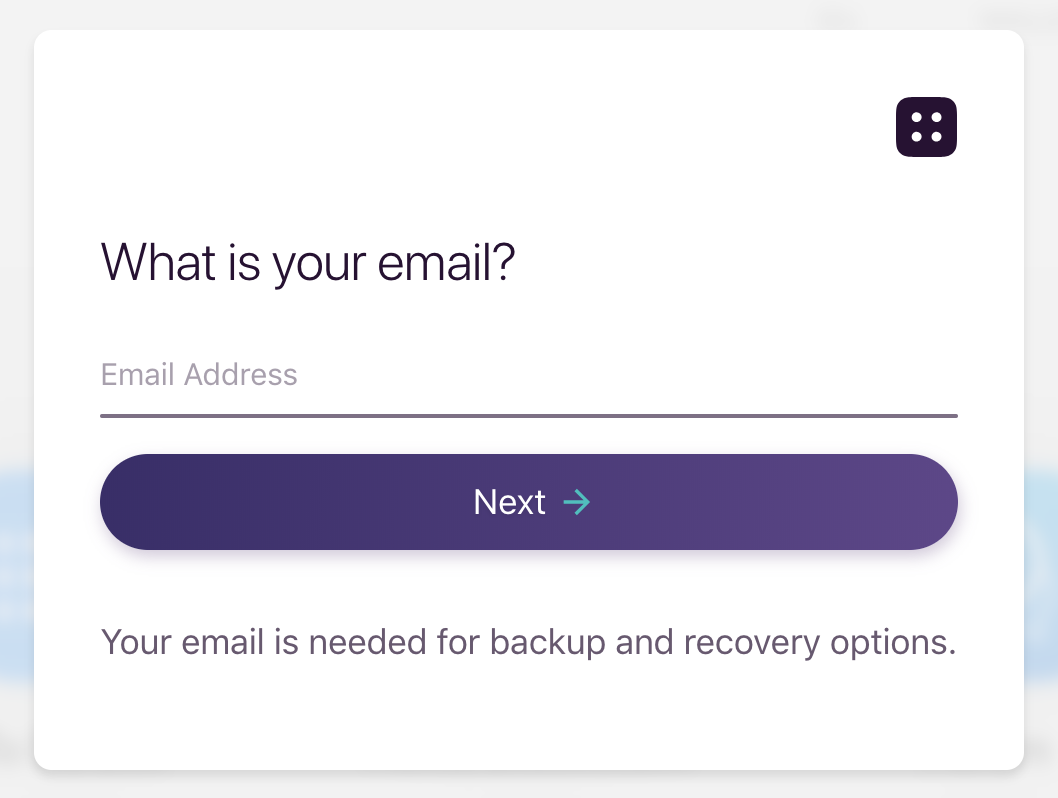 What is your email?
Email Address
Next →
Your email is needed for backup and recovery options.